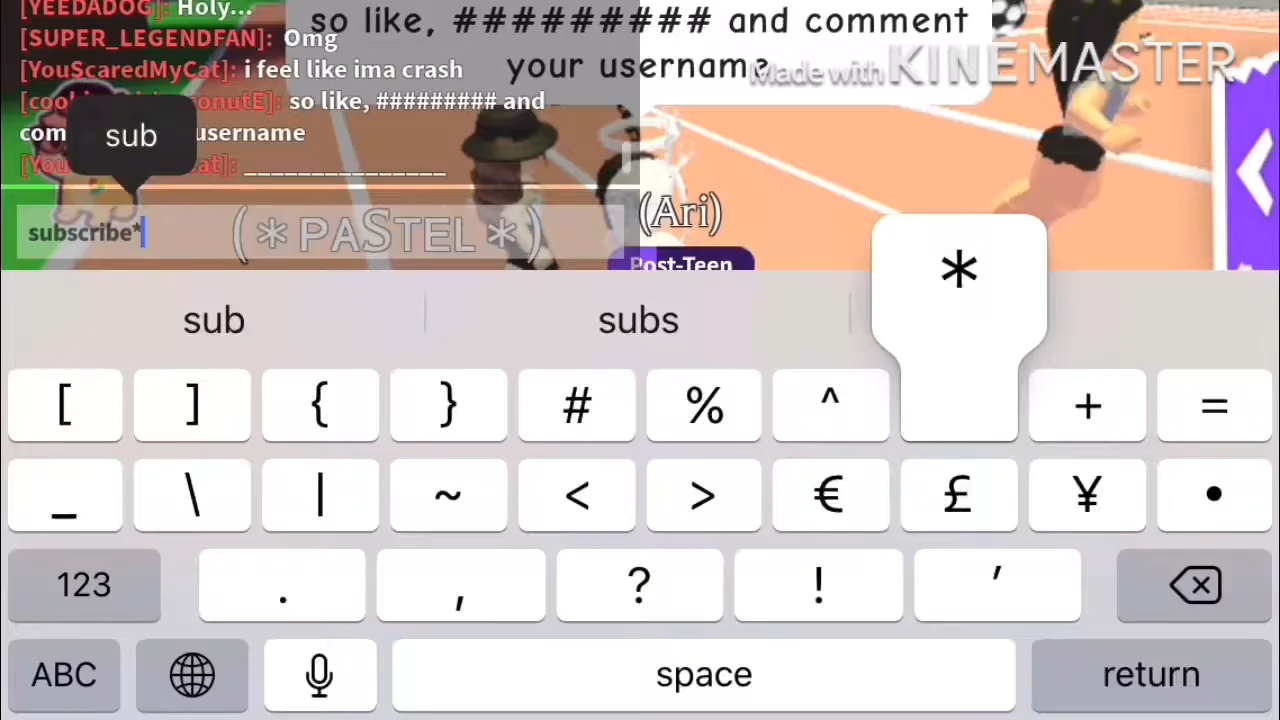 [YEEDADOG]: Holy...
[SUPER_LEGENDFAN]: Omg
[YouScaredMyCat]: i feel like ima crash
so like, ######### and
username
_______________
so like, ######### and comment
your username
Made with KINEMASTER
sub
subscribe*
(*PASTEL*)
(Ari)
Post-Teen
sub
subs
*
[ ] { } # % ^ + =
_ \ | ~ < > € £ ¥ •
123 . , ? ! ′
ABC space return